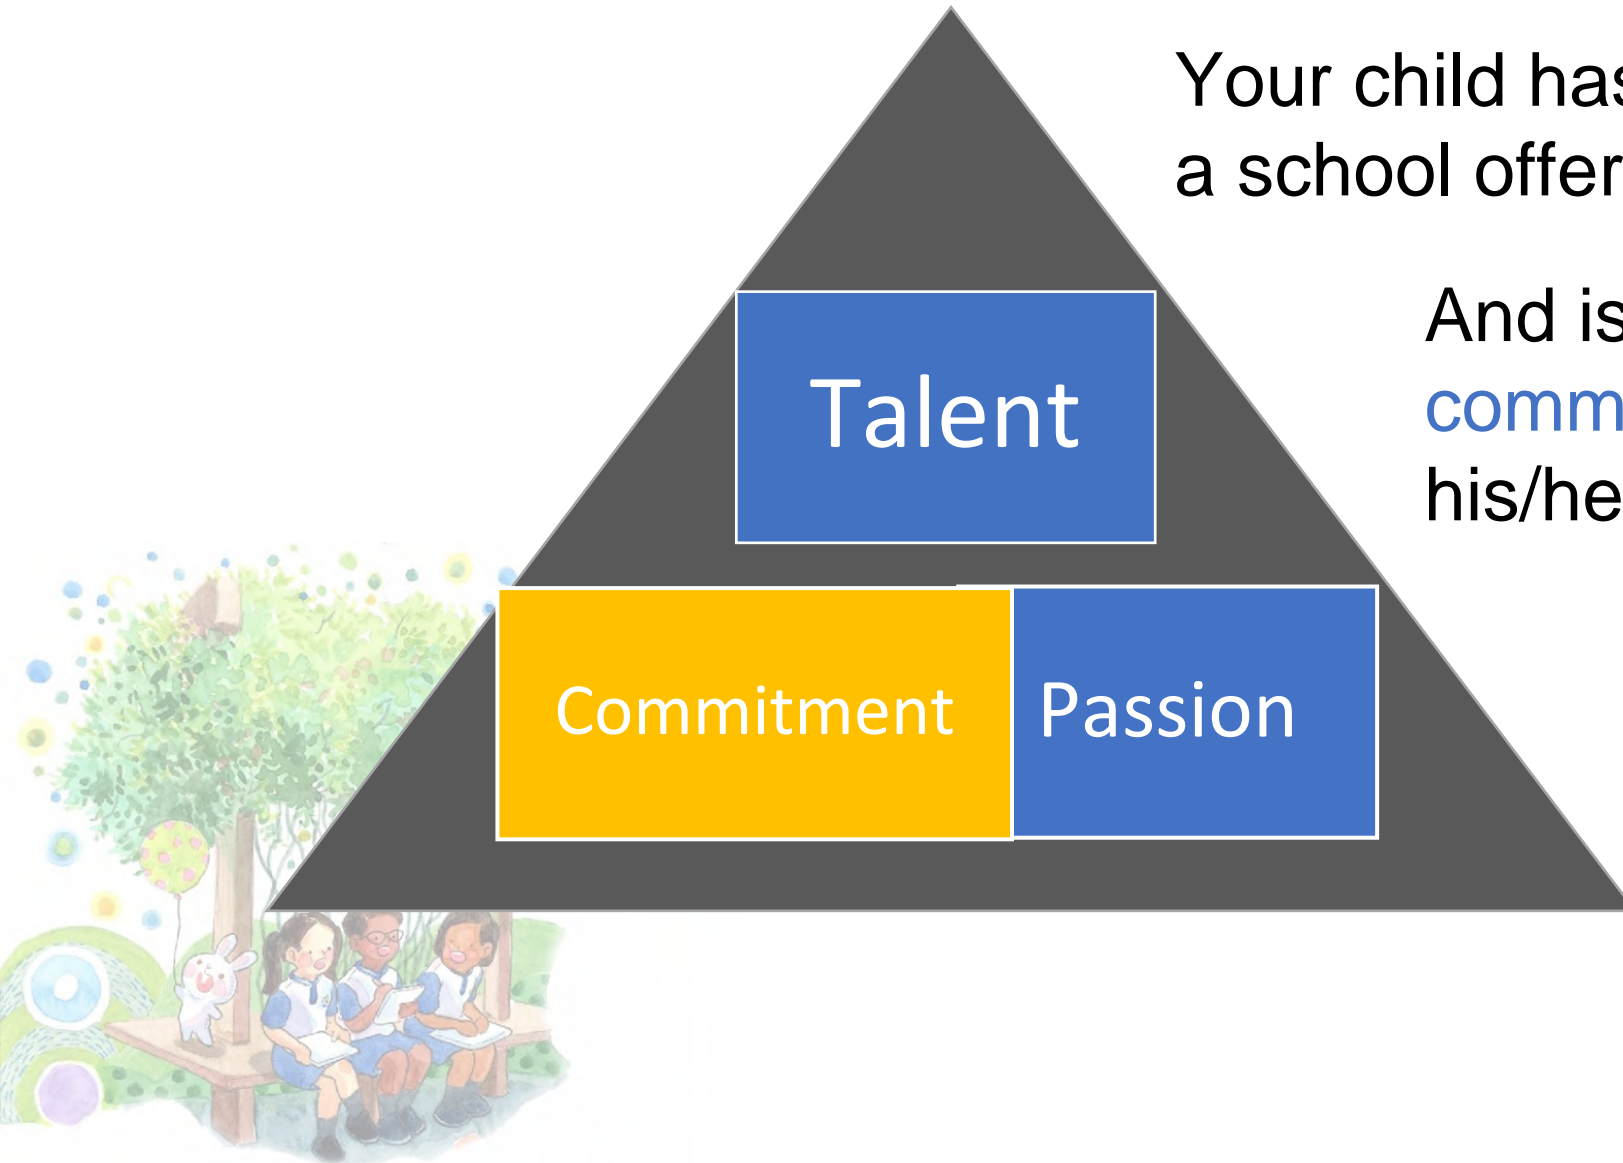 Your child has
a school offer
And is
comm
his/he
Talent
Commitment Passion